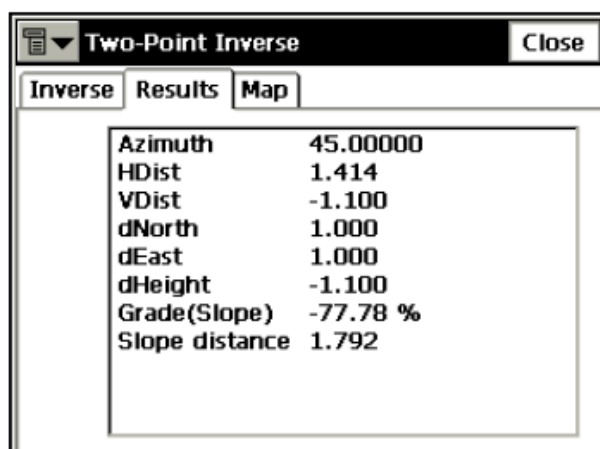 Two-Point Inverse Close
Inverse Results Map
Azimuth 45.00000
HDist 1.414
VDist -1.100
dNorth 1.000
dEast 1.000
dHeight -1.100
Grade(Slope) -77.78 %
Slope distance 1.792